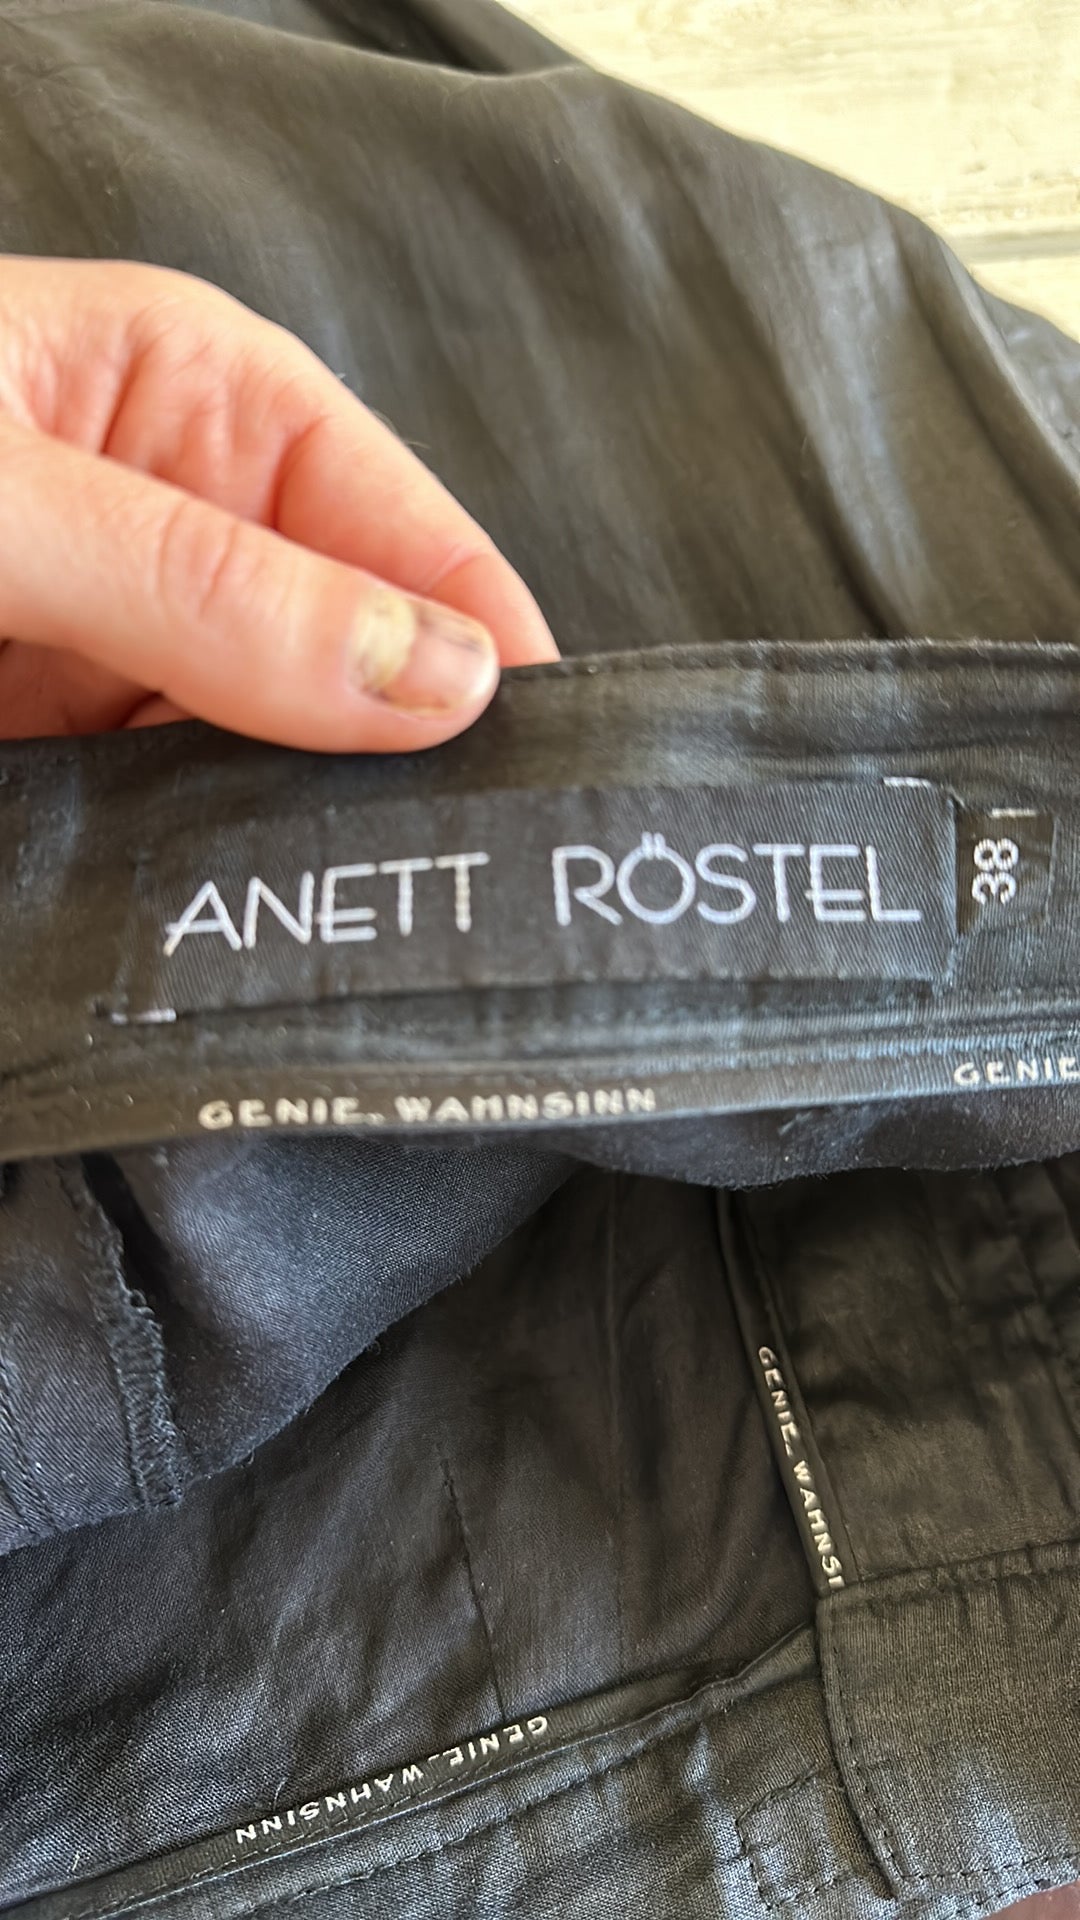 ANETT RÖSTEL
38
GENIE. WAHNSINN
GENIE
GENIE. WAHNSI
GENIE. WAHNSINN